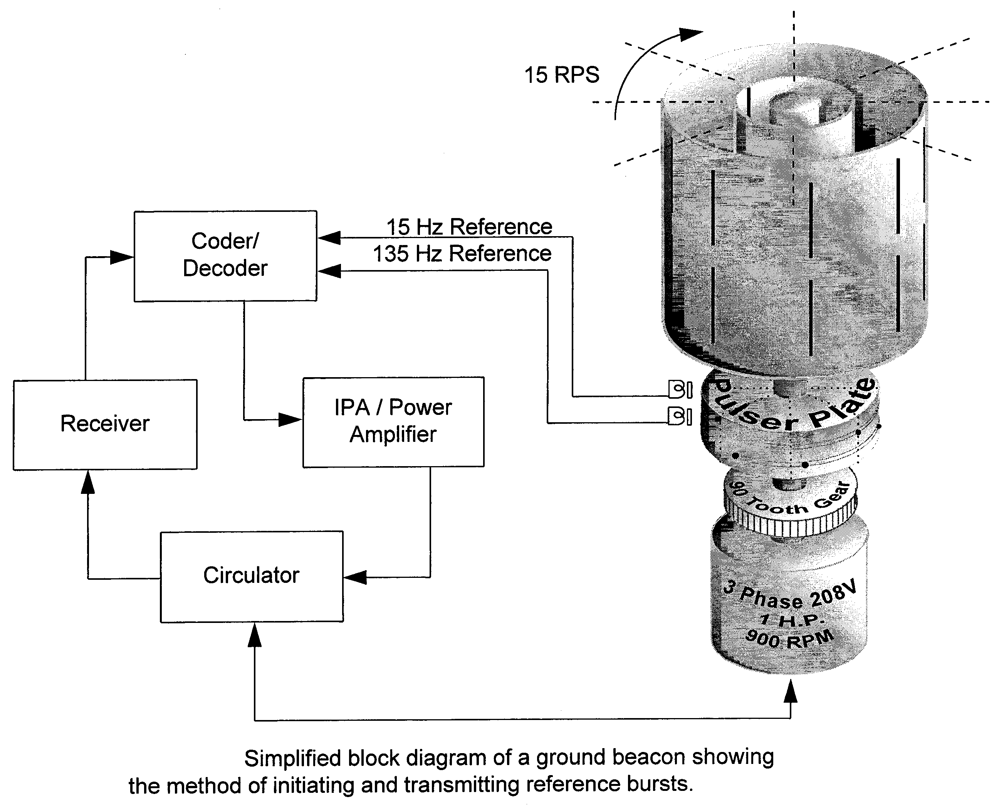 15 RPS
15 Hz Reference
135 Hz Reference
Coder/
Decoder
Receiver
IPA / Power
Amplifier
Pulser Plate
90 Tooth Gear
Circulator
3 Phase 208V
1 H.P.
900 RPM
Simplified block diagram of a ground beacon showing
the method of initiating and transmitting reference bursts.